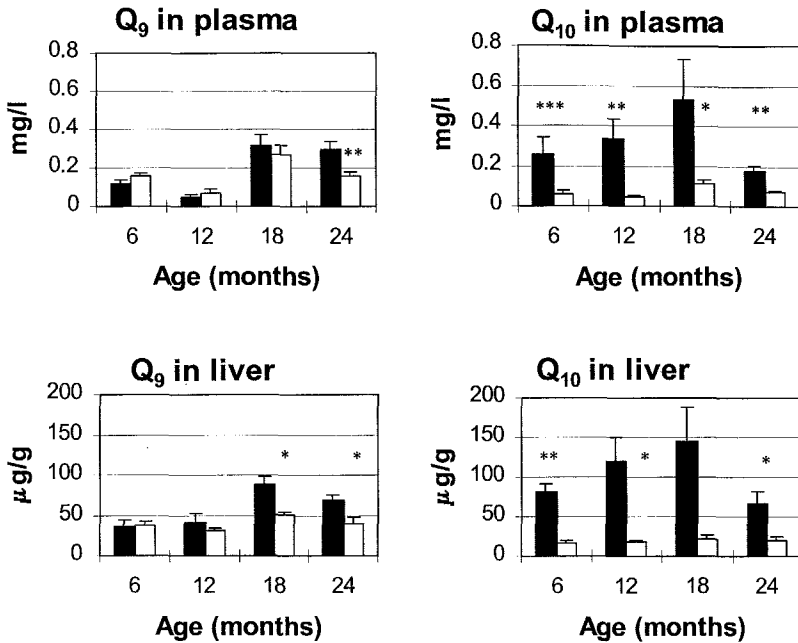 Q₉ in plasma
0.8
0.6
0.4
0.2
0
mg/l
**
6 12 18 24
Age (months)
Q₁₀ in plasma
0.8
0.6
0.4
0.2
0
mg/l
*** ** * **
6 12 18 24
Age (months)
Q₉ in liver
200
150
100
50
0
µg/g
* *
6 12 18 24
Age (months)
Q₁₀ in liver
200
150
100
50
0
µg/g
** * *
6 12 18 24
Age (months)